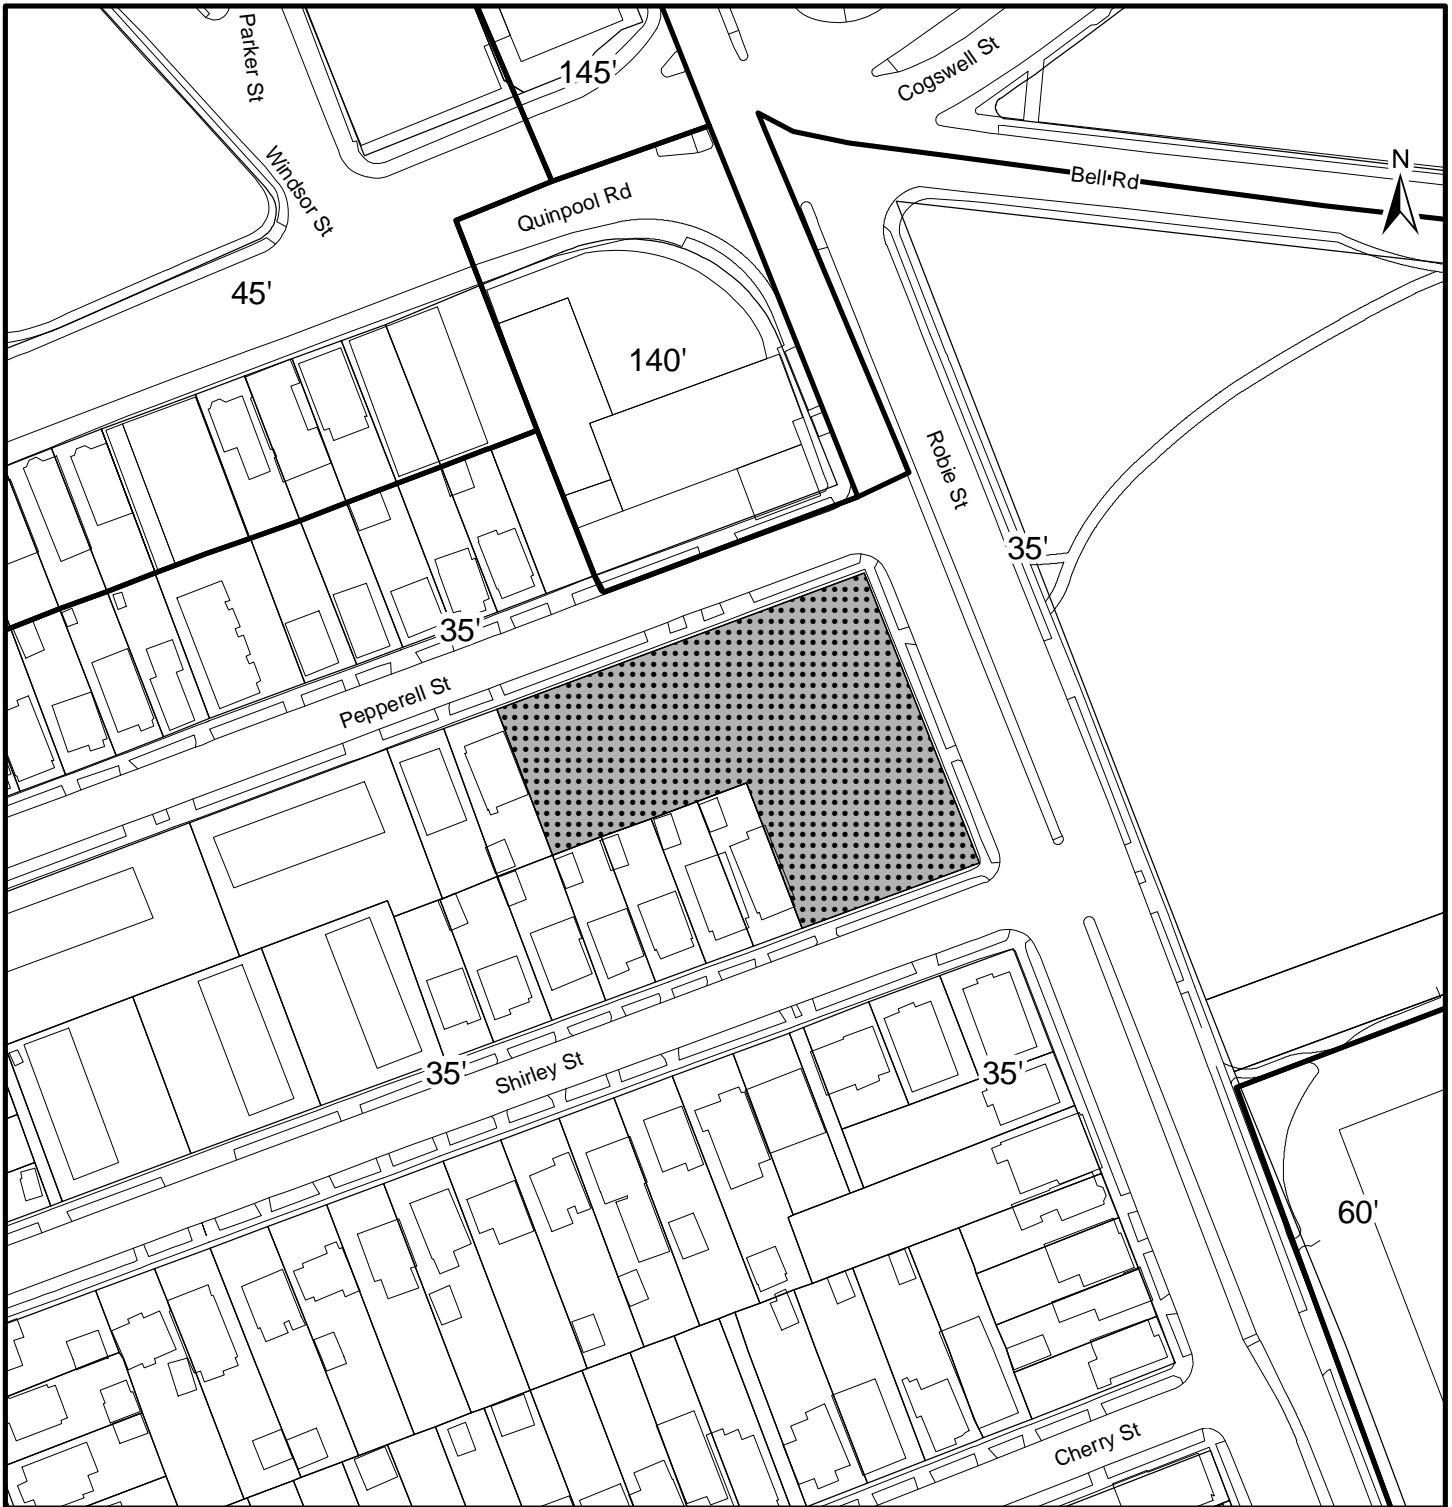 Parker St
145'
Cogswell St
Windsor St
N
Bell Rd
Quinpool Rd
45'
140'
Robie St
35'
35'
Pepperell St
35'
Shirley St
35'
60'
Cherry St